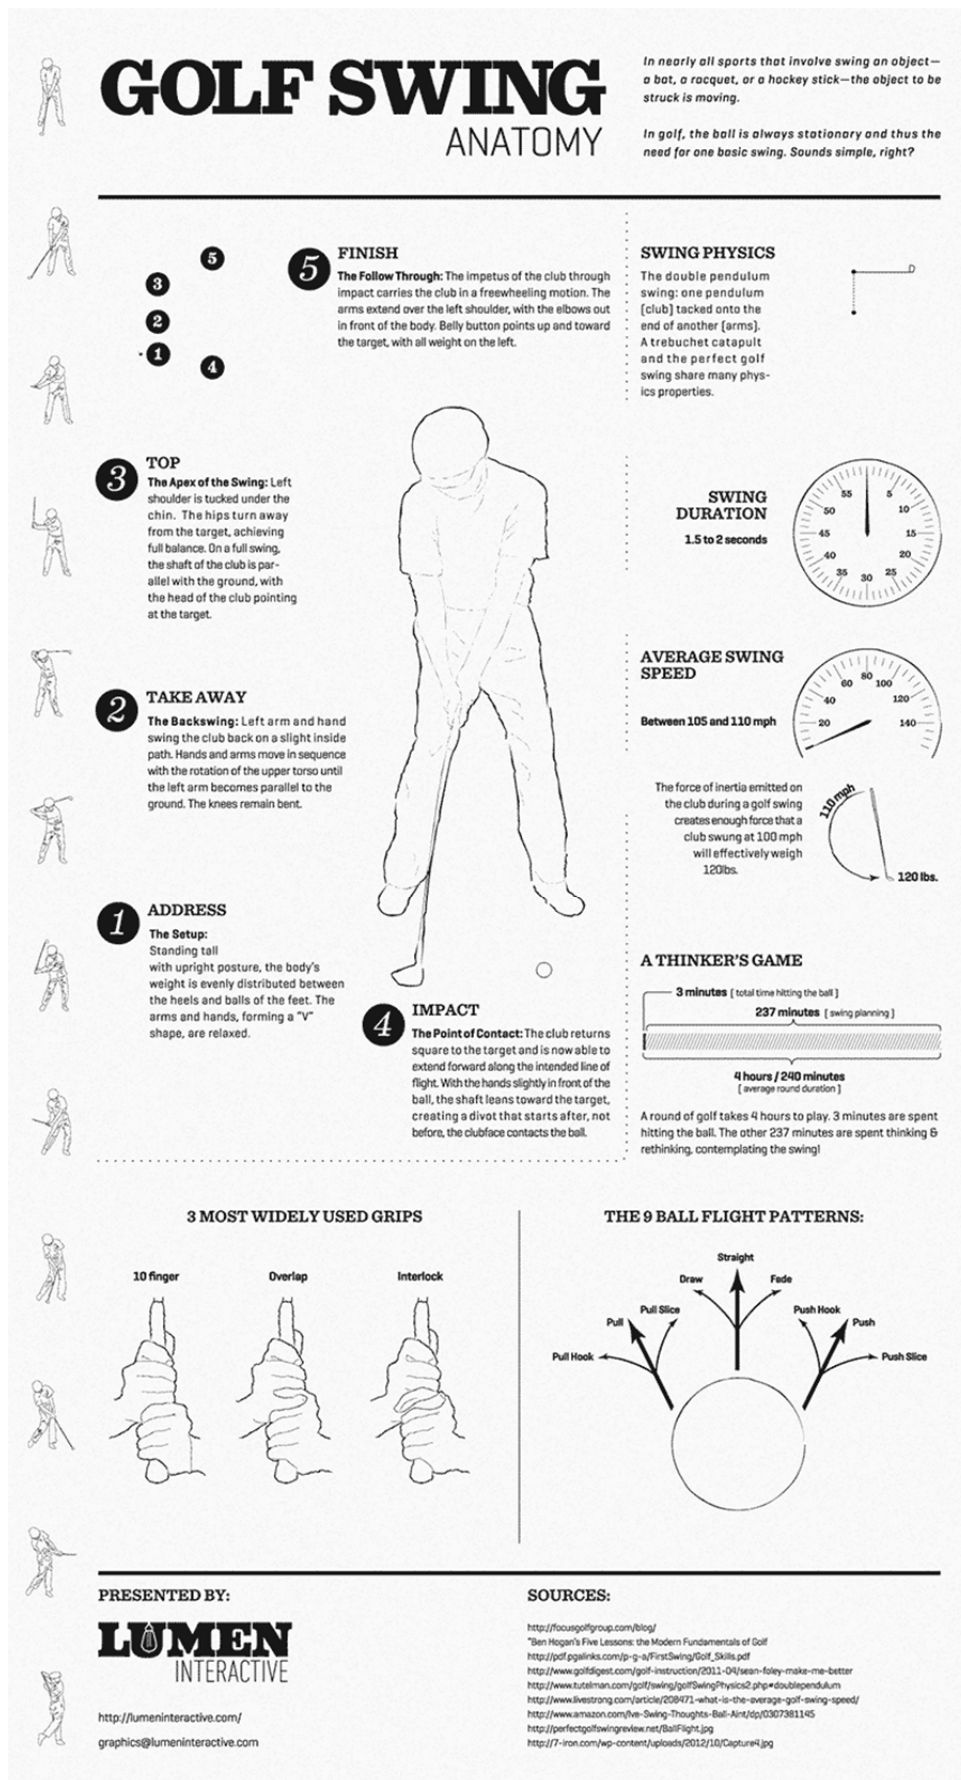 GOLF SWING
ANATOMY
In nearly all sports that involve swing an object—
a bat, a racquet, or a hockey stick—the object to be
struck is moving.
In golf, the ball is always stationary and thus the
need for one basic swing. Sounds simple, right?
5
3
2
1
4
5
FINISH
The Follow Through: The impetus of the club through
impact carries the club in a freewheeling motion. The
arms extend over the left shoulder, with the elbows out
in front of the body. Belly button points up and toward
the target, with all weight on the left.
SWING PHYSICS
The double pendulum
swing: one pendulum
[club] tacked onto the
end of another [arms].
A trebuchet catapult
and the perfect golf
swing share many phys-
ics properties.
3
TOP
The Apex of the Swing: Left
shoulder is tucked under the
chin. The hips turn away
from the target, achieving
full balance. On a full swing,
the shaft of the club is par-
allel with the ground, with
the head of the club pointing
at the target.
SWING
DURATION
1.5 to 2 seconds
55
5
50
10
45
15
40
20
35
25
30
2
TAKE AWAY
The Backswing: Left arm and hand
swing the club back on a slight inside
path. Hands and arms move in sequence
with the rotation of the upper torso until
the left arm becomes parallel to the
ground. The knees remain bent.
AVERAGE SWING
SPEED
Between 105 and 110 mph
20
40
60
80
100
120
140
The force of inertia emitted on
the club during a golf swing
creates enough force that a
club swung at 100 mph
will effectively weigh
120lbs.
110 mph
120 lbs.
1
ADDRESS
The Setup:
Standing tall
with upright posture, the body's
weight is evenly distributed between
the heels and balls of the feet. The
arms and hands, forming a "V"
shape, are relaxed.
4
IMPACT
The Point of Contact: The club returns
square to the target and is now able to
extend forward along the intended line of
flight. With the hands slightly in front of the
ball, the shaft leans toward the target,
creating a divot that starts after, not
before, the clubface contacts the ball.
A THINKER'S GAME
3 minutes [ total time hitting the ball ]
237 minutes [ swing planning ]
4 hours / 240 minutes
[ average round duration ]
A round of golf takes 4 hours to play. 3 minutes are spent
hitting the ball. The other 237 minutes are spent thinking &
rethinking, contemplating the swing!
3 MOST WIDELY USED GRIPS
10 finger
Overlap
Interlock
THE 9 BALL FLIGHT PATTERNS:
Straight
Draw
Fade
Pull Slice
Push Hook
Pull
Push
Pull Hook
Push Slice
PRESENTED BY:
LUMEN
INTERACTIVE
http://lumeninteractive.com/
graphics@lumeninteractive.com
SOURCES:
http://focusgolfgroup.com/blog/
"Ben Hogan's Five Lessons: the Modern Fundamentals of Golf
http://pdf.pgalinks.com/p-g-a/FirstSwing/Golf_Skills.pdf
http://www.golfdigest.com/golf-instruction/2011-04/sean-foley-make-me-better
http://www.tutelman.com/golf/swing/golfSwingPhysics2.php#doublependulum
http://www.livestrong.com/article/208471-what-is-the-average-golf-swing-speed/
http://www.amazon.com/Ive-Swing-Thoughts-Ball-Aint/dp/0307381145
http://perfectgolfswingreview.net/BallFlight.jpg
http://7-iron.com/wp-content/uploads/2012/10/Capture4.jpg